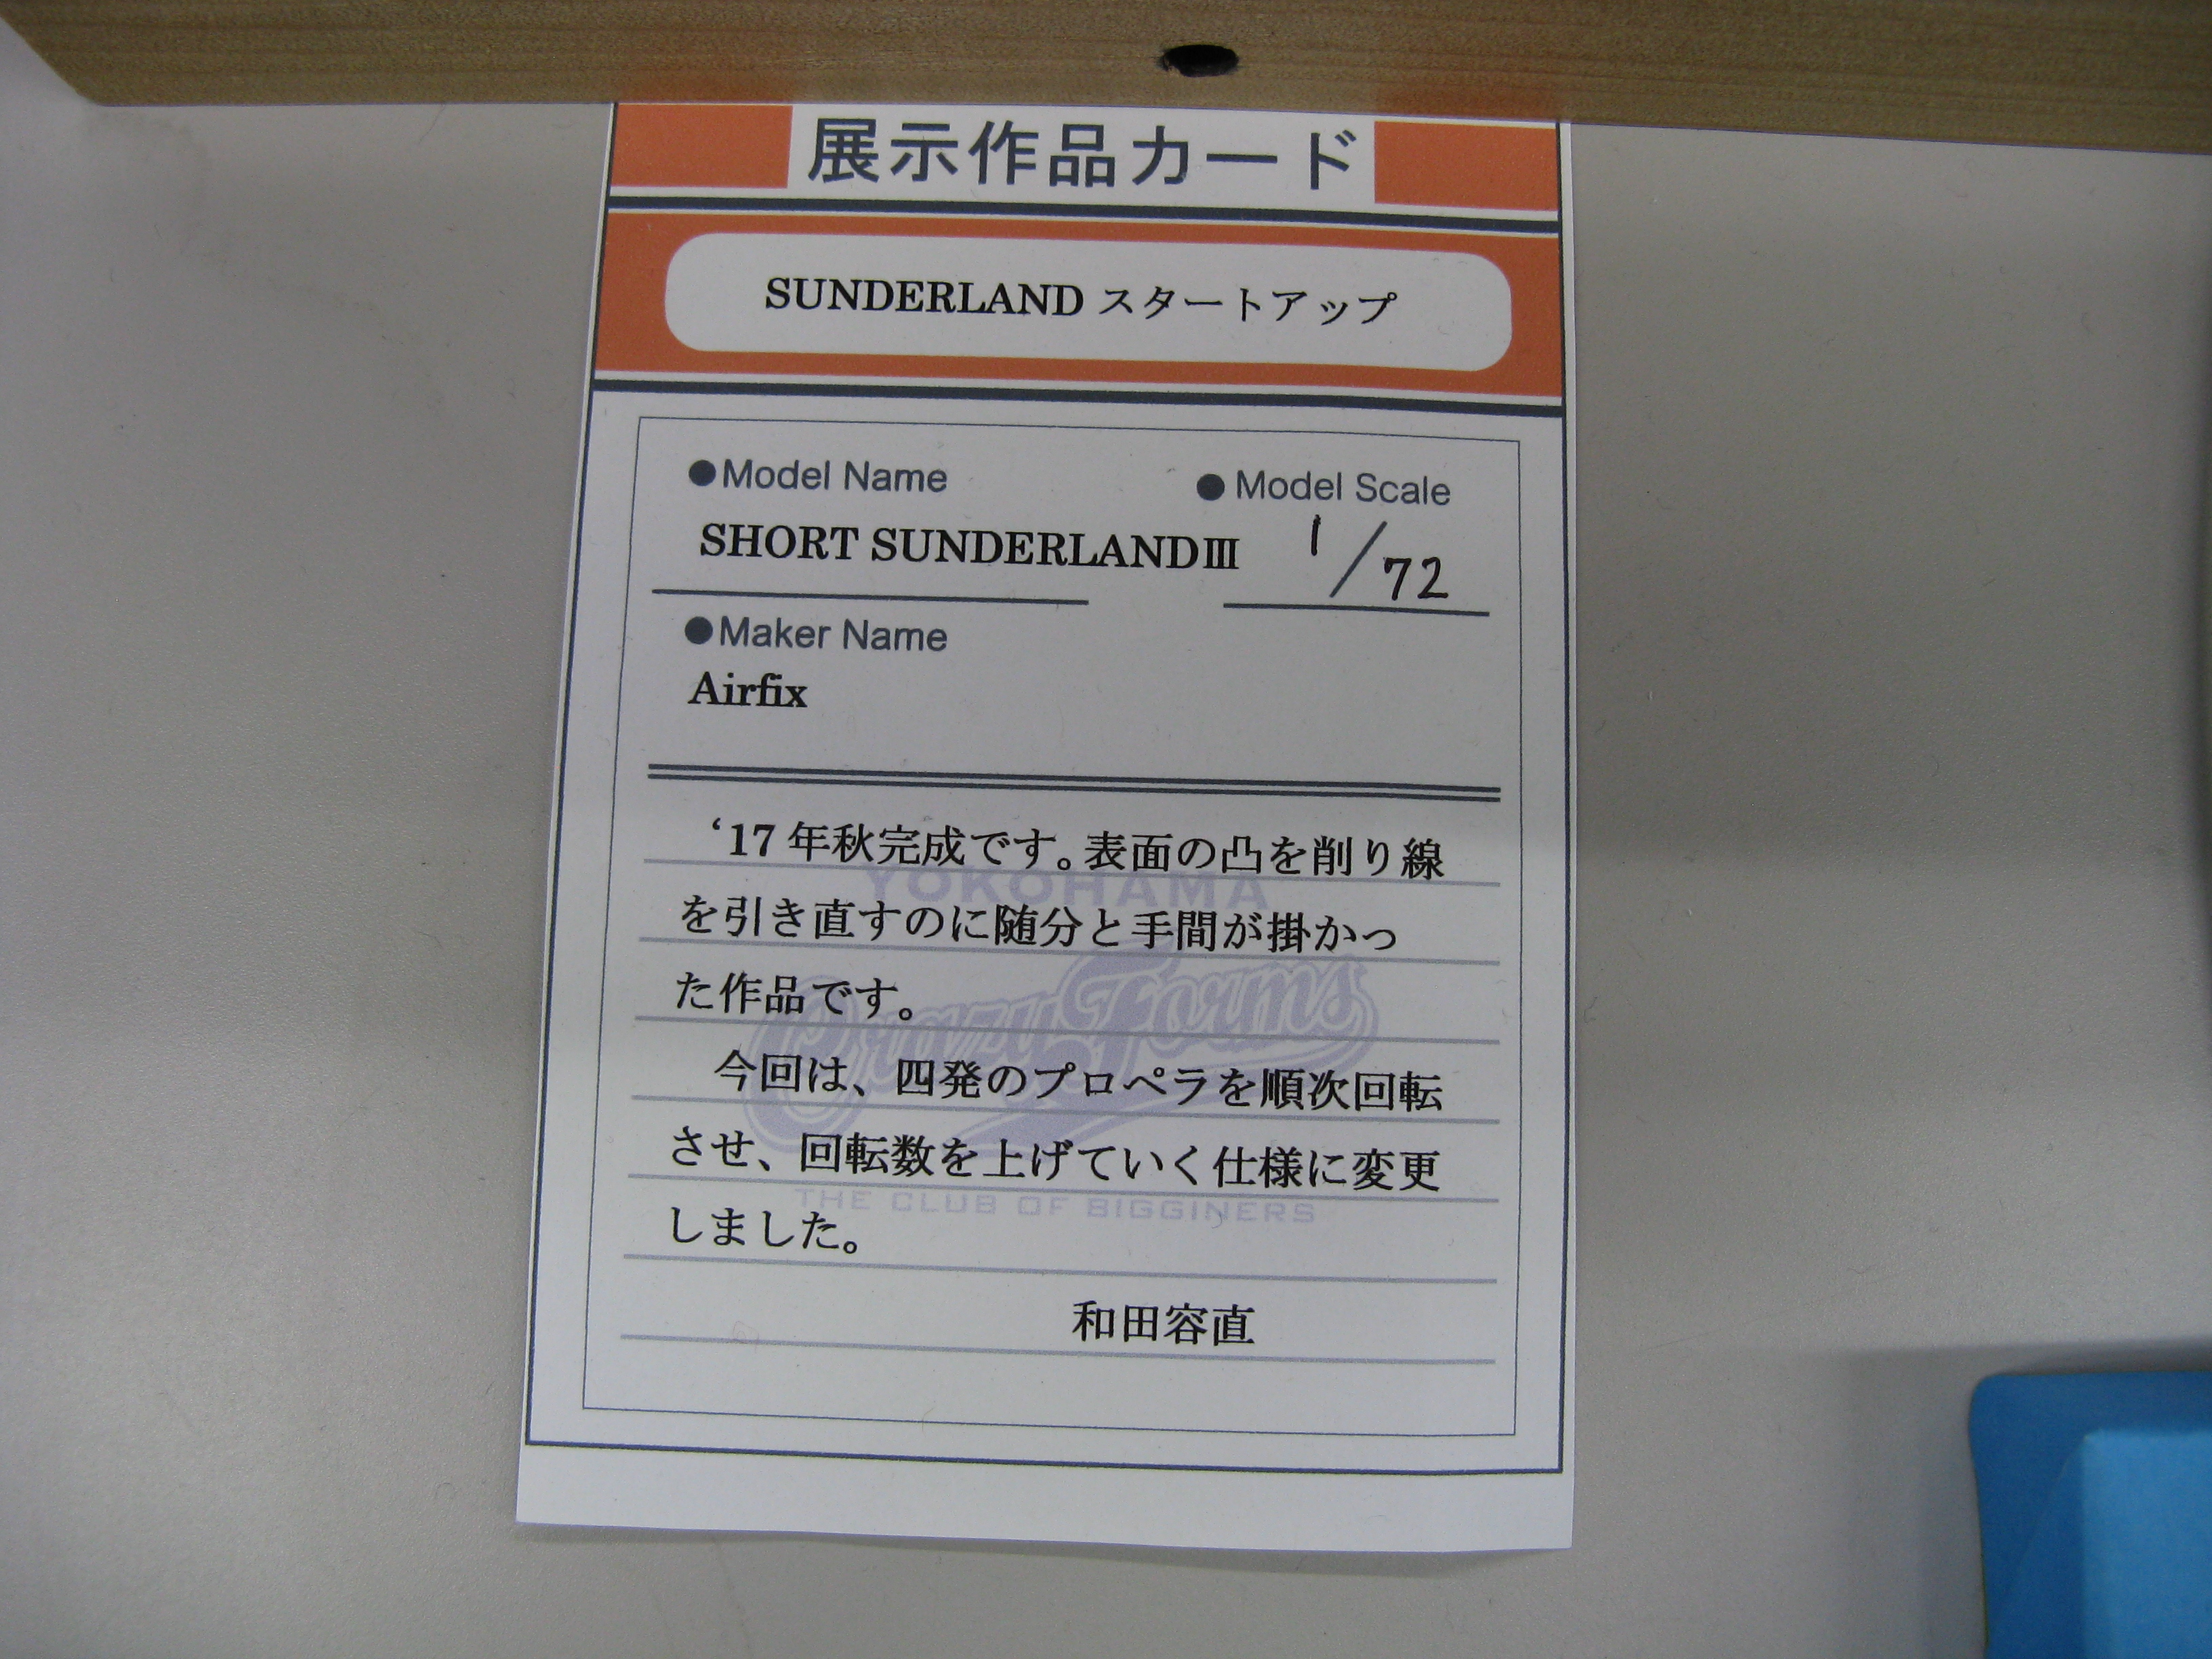 展示作品カード
SUNDERLAND スタートアップ
●Model Name
● Model Scale
SHORT SUNDERLANDⅢ
1/72
●Maker Name
Airfix
‘17 年秋完成です。表面の凸を削り線
を引き直すのに随分と手間が掛かっ
た作品です。
今回は、四発のプロペラを順次回転
させ、回転数を上げていく仕様に変更
しました。
和田容直
YOKOHAMA
Crazy Forms
THE CLUB OF BIGGINERS